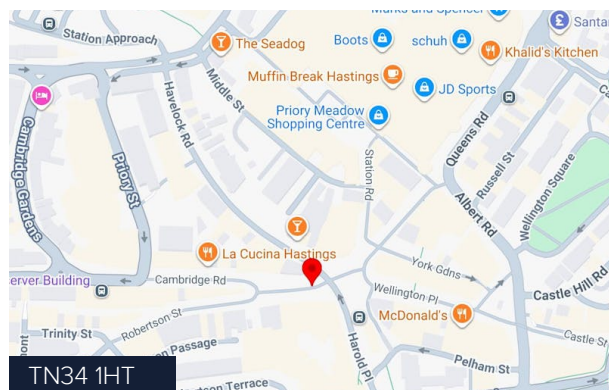 Marks and Spencer
Santan
Station Approach
The Seadog
Boots
schuh
Khalid's Kitchen
Muffin Break Hastings
JD Sports
Middle St
Havelock Rd
Priory Meadow
Shopping Centre
Queens Rd
Cambridge Gardens
Priory St
Station Rd
Russell St
Wellington Square
Albert Rd
La Cucina Hastings
York Gdns
Castle Hill Rd
erver Building
Cambridge Rd
Wellington Pl
McDonald's
Robertson St
Trinity St
Harold Pl
Castle St
Passage
Pelham St
Terrace
TN34 1HT